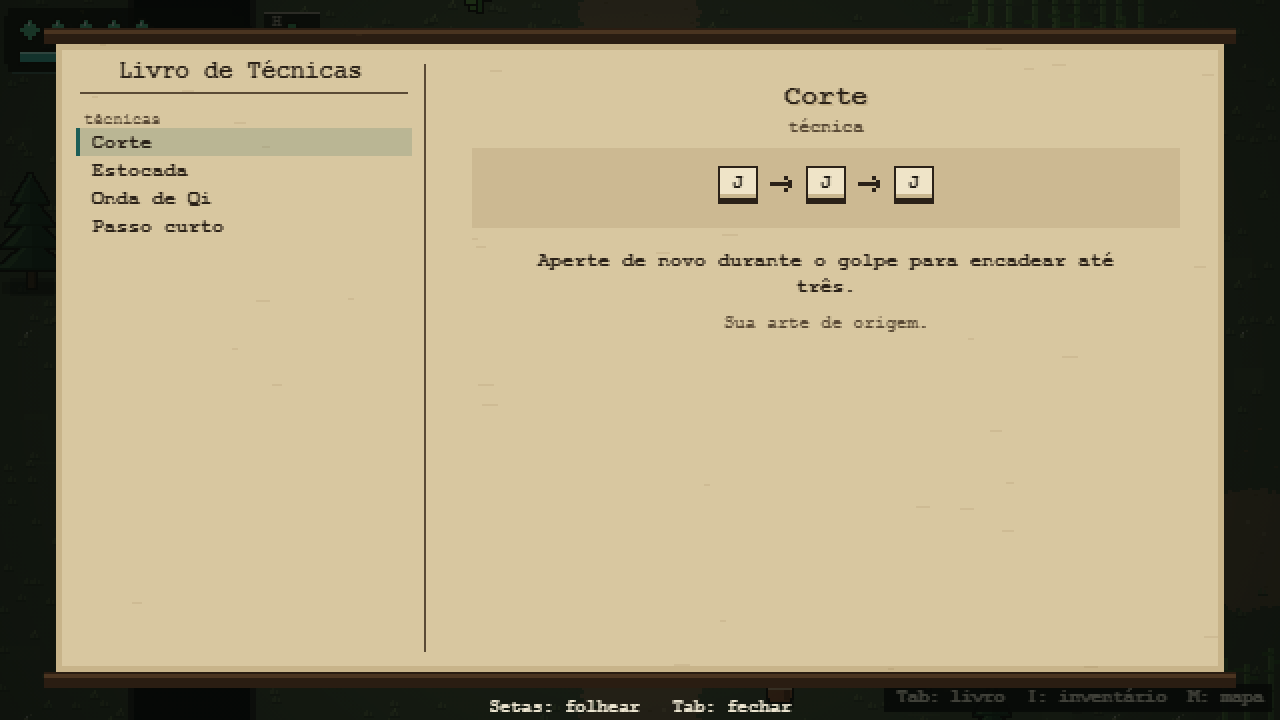 H
Livro de Técnicas
técnicas
Corte
Estocada
Onda de Qi
Passo curto
Corte
técnica
J → J → J
Aperte de novo durante o golpe para encadear até
três.
Sua arte de origem.
Tab: livro I: inventário M: mapa
Setas: folhear Tab: fechar